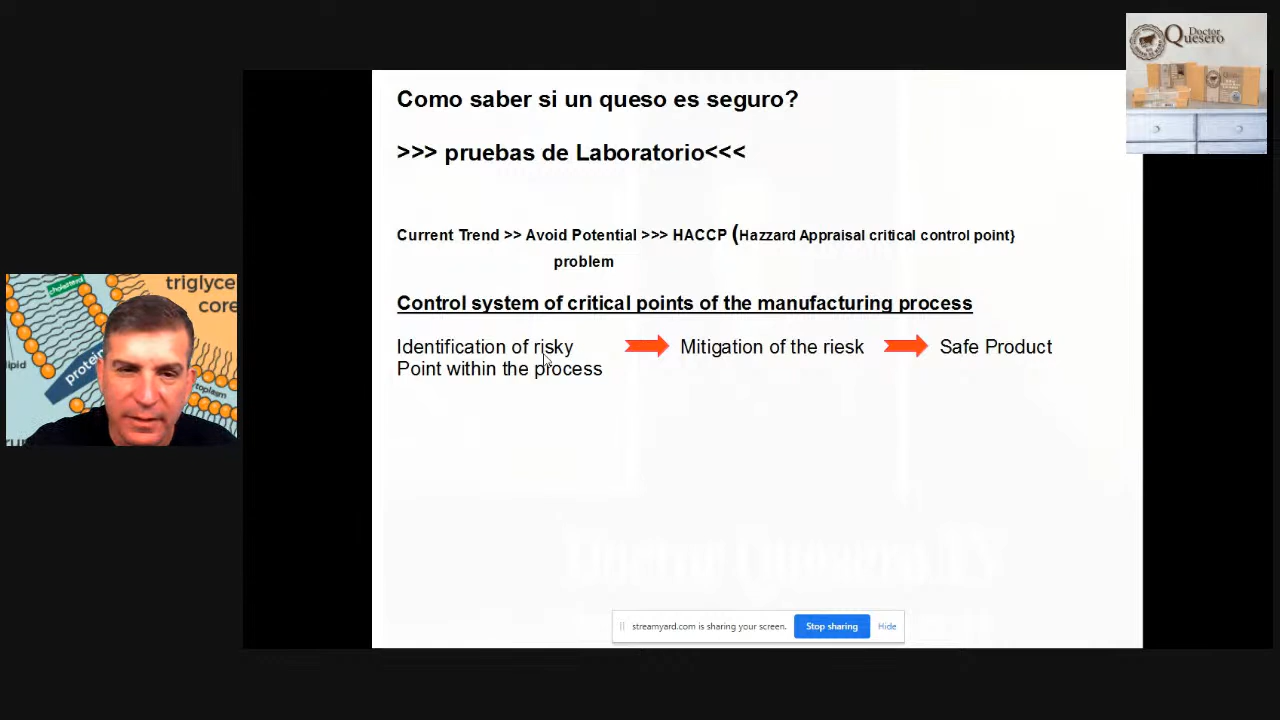 Como saber si un queso es seguro?
>>> pruebas de Laboratorio<<<
Current Trend >> Avoid Potential >>> HACCP (Hazzard Appraisal critical control point}
problem
Control system of critical points of the manufacturing process
Identification of risky
Point within the process
Mitigation of the riesk
Safe Product
streamyard.com is sharing your screen.
Stop sharing
Hide
Doctor
Quesero
triglyce
core
cholesterol
lipid
protein
toplasm